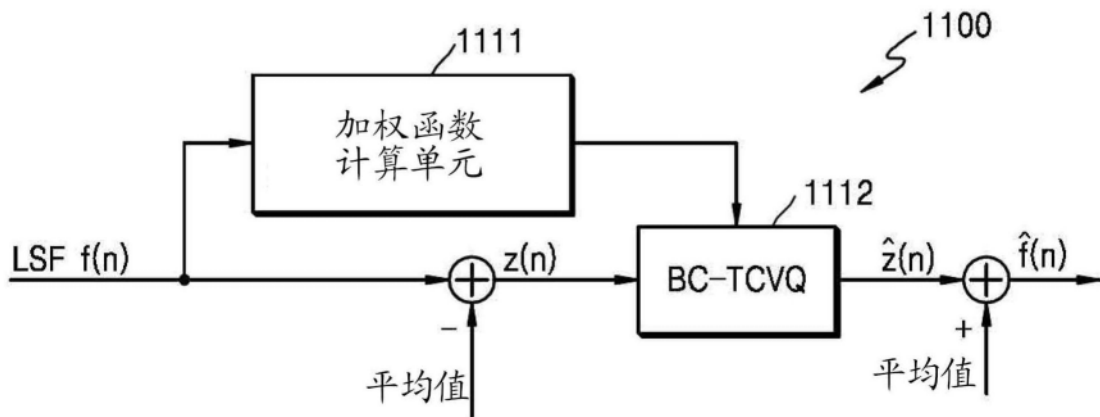 1111
1100
加权函数
计算单元
1112
LSF f(n)
z(n)
BC-TCVQ
ẑ(n)
f̂(n)
−
+
平均值
平均值